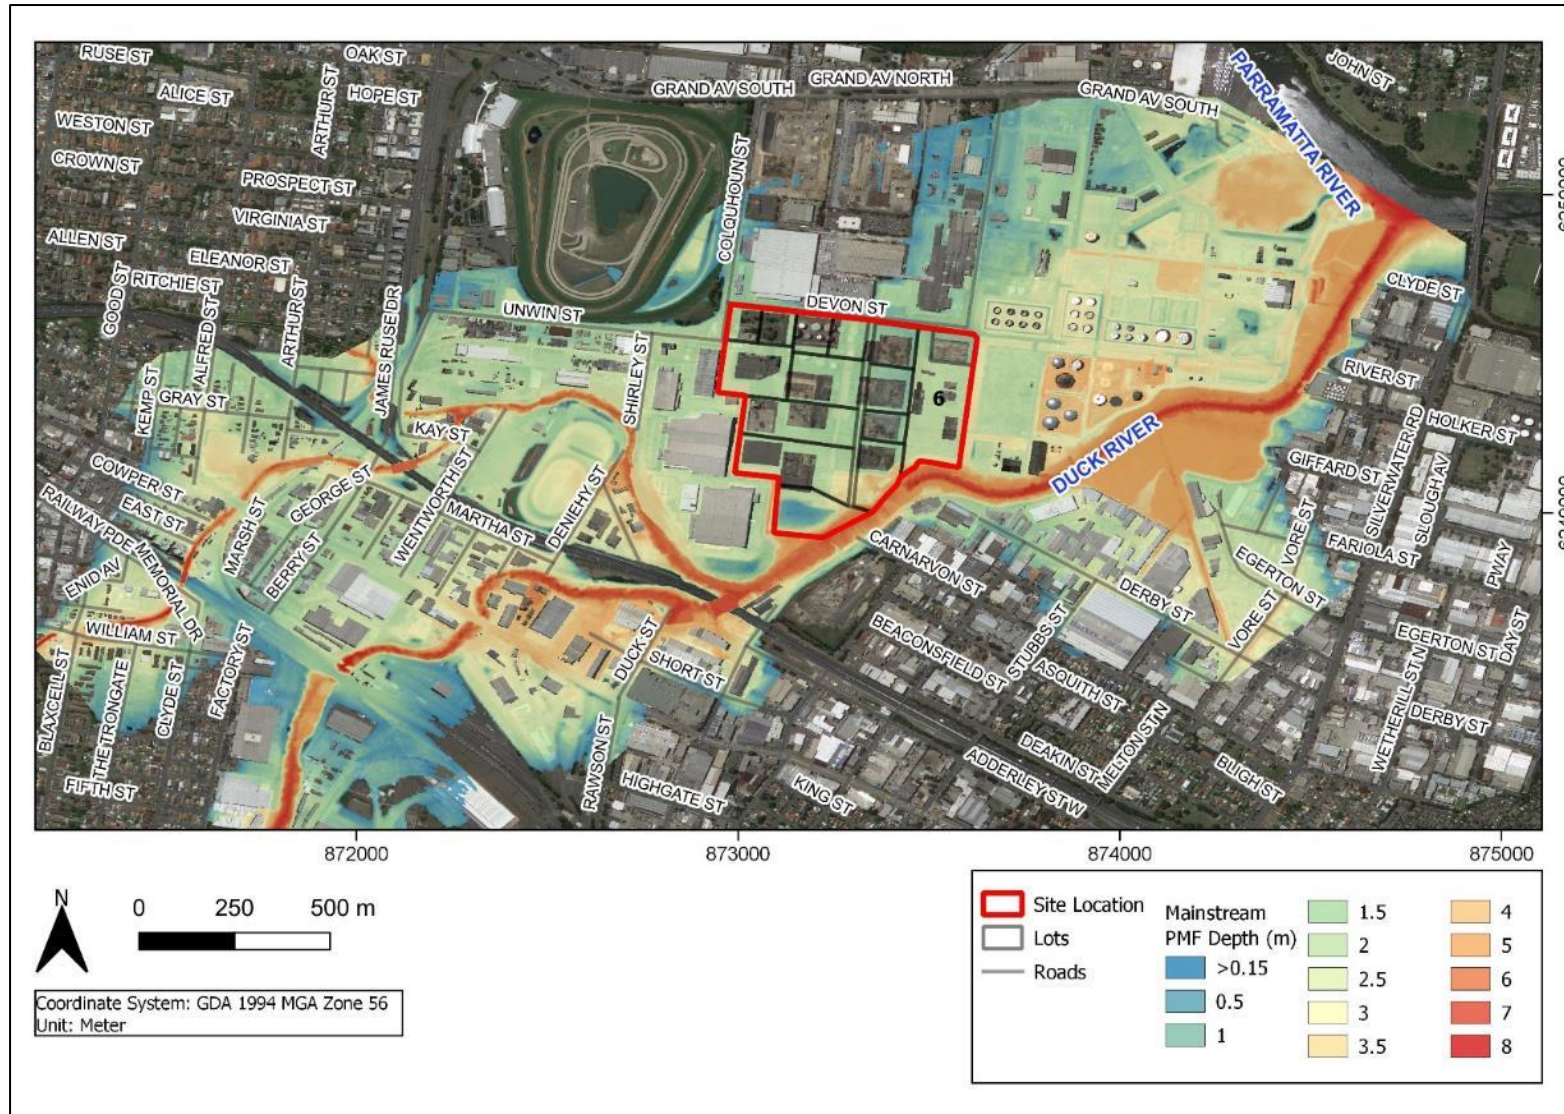 RUSE ST
OAK ST
JOHN ST
ALICE ST
ARTHUR ST
HOPE ST
GRAND AV SOUTH
GRAND AV NORTH
GRAND AV SOUTH
PARRAMATTA RIVER
WESTON ST
CROWN ST
PROSPECT ST
VIRGINIA ST
COLQUHOUN ST
ALLEN ST
ELEANOR ST
RITCHIE ST
GOOD ST
ALFRED ST
ARTHUR ST
JAMES RUSE DR
UNWIN ST
DEVON ST
CLYDE ST
SHIRLEY ST
KEMP ST
GRAY ST
KAY ST
6
RIVER ST
HOLKER ST
COWPER ST
EAST ST
RAILWAY PDE
MEMORIAL DR
MARSH ST
GEORGE ST
BERRY ST
WENTWORTH ST
MARTHA ST
DENIEHY ST
DUCK RIVER
GIFFARD ST
SILVERWATER RD
SLOUGH AV
VORE ST
FARIOLA ST
PWAY
ENID AV
CARNARVON ST
EGERTON ST
DERBY ST
VORE ST
WILLIAM ST
BLAXCELL ST
THE TRONGATE
CLYDE ST
FACTORY ST
DUCK ST
SHORT ST
BEACONSFIELD ST
STUBBS ST
ASQUITH ST
EGERTON ST
DAY ST
WETHERILL ST N
DERBY ST
FIFTH ST
RAWSON ST
HIGHGATE ST
KING ST
DEAKIN ST
ADDERLEY ST W
MELTON ST N
BLIGH ST
872000
873000
874000
875000
N
0 250 500 m
Coordinate System: GDA 1994 MGA Zone 56
Unit: Meter
Site Location
Lots
Roads
Mainstream
PMF Depth (m)
>0.15
0.5
1
1.5
2
2.5
3
3.5
4
5
6
7
8